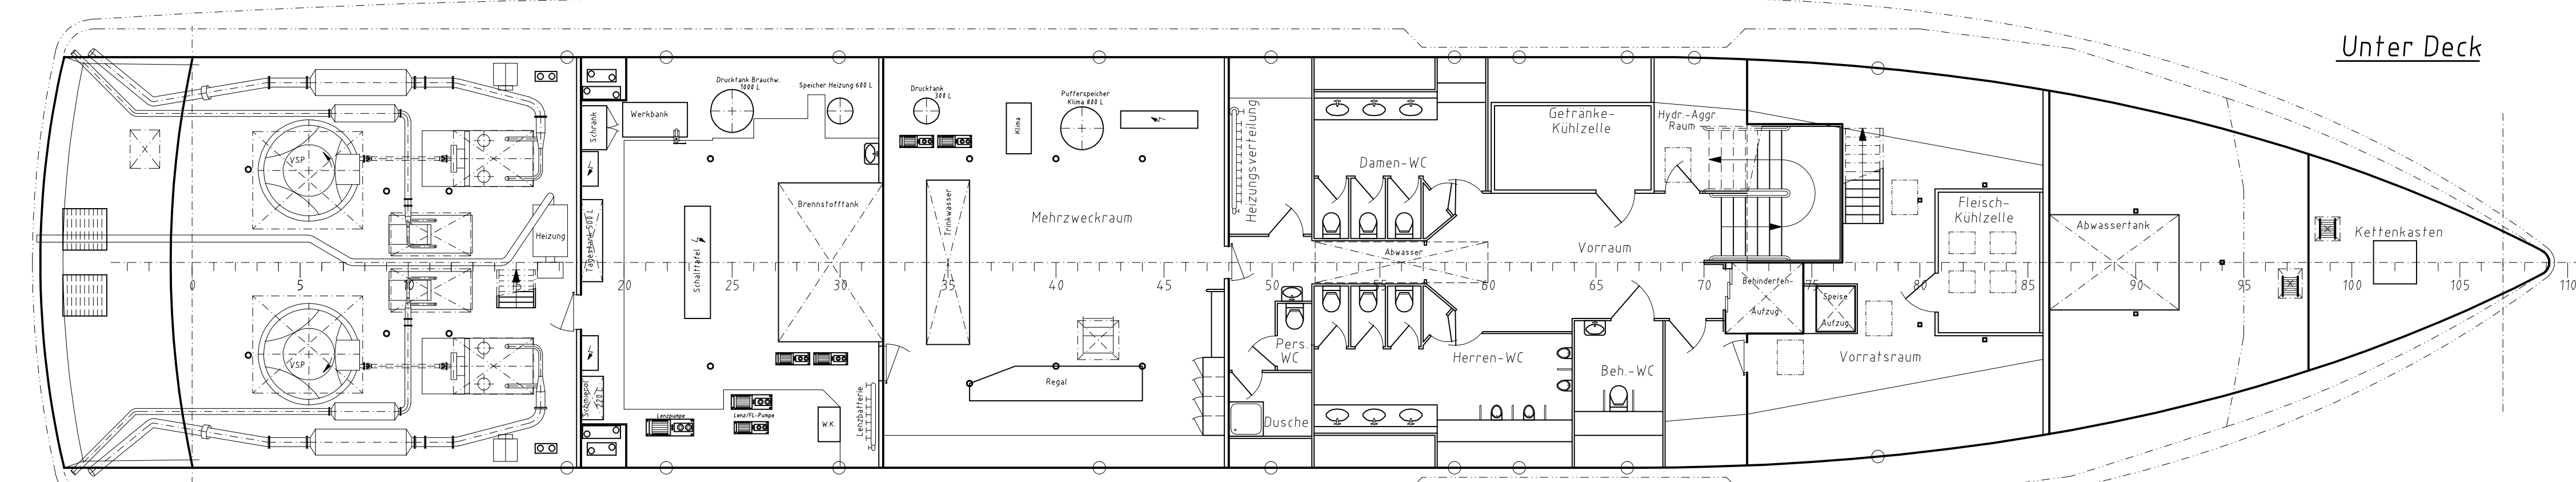 Unter Deck
Drucktank Brauchw.
1000 L
Speicher Heizung 600 L
Drucktank
300 L
Pufferspeicher
Klima 800 L
Schrank
Werkbank
Klima
Heizungsverteilung
Getränke-
Kühlzelle
Hydr.-Aggr.
Raum
VSP
Damen-WC
Brennstofftank
Trinkwasser
Mehrzweckraum
Fleisch-
Kühlzelle
Abwassertank
Kettenkasten
Heizung
Tagestank 500 L
Schalttafel
Abwasser
Vorraum
0 5 10 15 20 25 30 35 40 45 50 55 60 65 70 75 80 85 90 95 100 105 110
Behinderten-
Aufzug
Speise
Aufzug
VSP
Pers.
WC
Herren-WC
Beh.-WC
Vorratsraum
Schmieröl
220 L
Regal
Lenzpumpe
Lenz/FL-Pumpe
W.K.
Lenzbatterie
Dusche